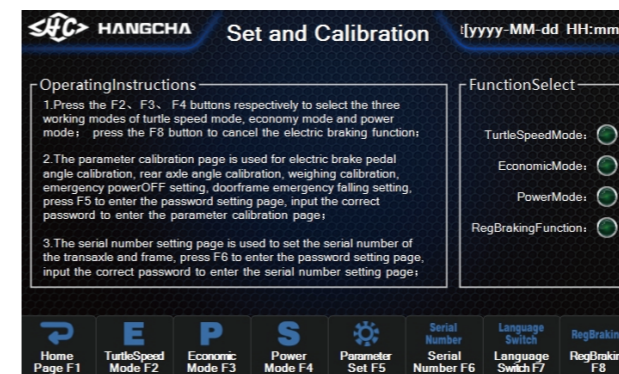 HC HANGCHA
Set and Calibration
t[yyyy-MM-dd HH:mm
OperatingInstructions
1.Press the F2、F3、 F4 buttons respectively to select the three
working modes of turtle speed mode, economy mode and power
mode； press the F8 button to cancel the electric braking function；
2.The parameter calibration page is used for electric brake pedal
angle calibration, rear axle angle calibration, weighing calibration,
emergency powerOFF setting, doorframe emergency falling setting,
press F5 to enter the password setting page, input the correct
password to enter the parameter calibration page；
3.The serial number setting page is used to set the serial number of
the transaxle and frame, press F6 to enter the password setting page,
input the correct password to enter the serial number setting page；
FunctionSelect
TurtleSpeedMode：
EconomicMode：
PowerMode：
RegBrakingFunction：
E
P
S
Serial
Number
Language
Switch
RegBrakin
Home
Page F1
TurtleSpeed
Mode F2
Economic
Mode F3
Power
Mode F4
Parameter
Set F5
Serial
Number F6
Language
Switch F7
RegBrakin
F8